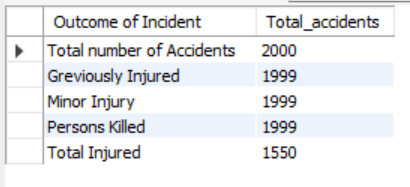 Outcome of Incident Total_accidents
Total number of Accidents 2000
Greviously Injured 1999
Minor Injury 1999
Persons Killed 1999
Total Injured 1550